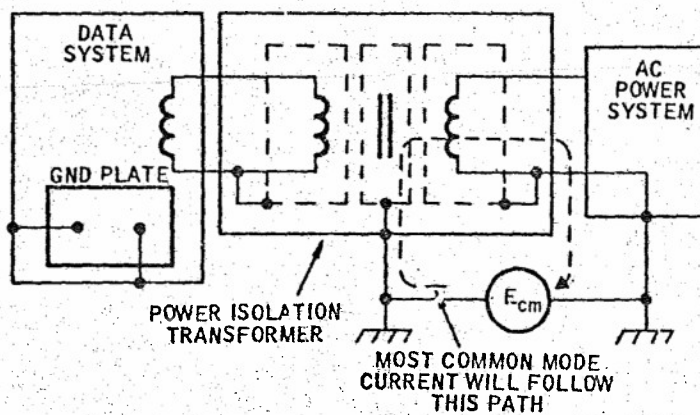 DATA
SYSTEM
AC
POWER
SYSTEM
GND PLATE
POWER ISOLATION
TRANSFORMER
Ecm
MOST COMMON MODE
CURRENT WILL FOLLOW
THIS PATH